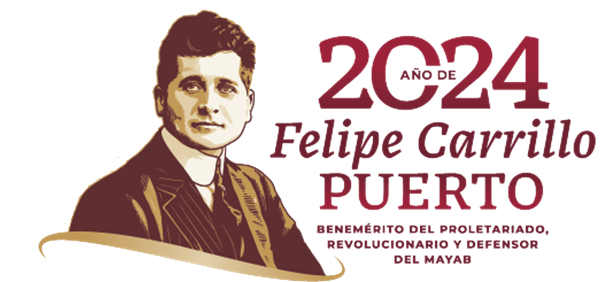 2024
AÑO DE
Felipe Carrillo
PUERTO
BENEMÉRITO DEL PROLETARIADO,
REVOLUCIONARIO Y DEFENSOR
DEL MAYAB